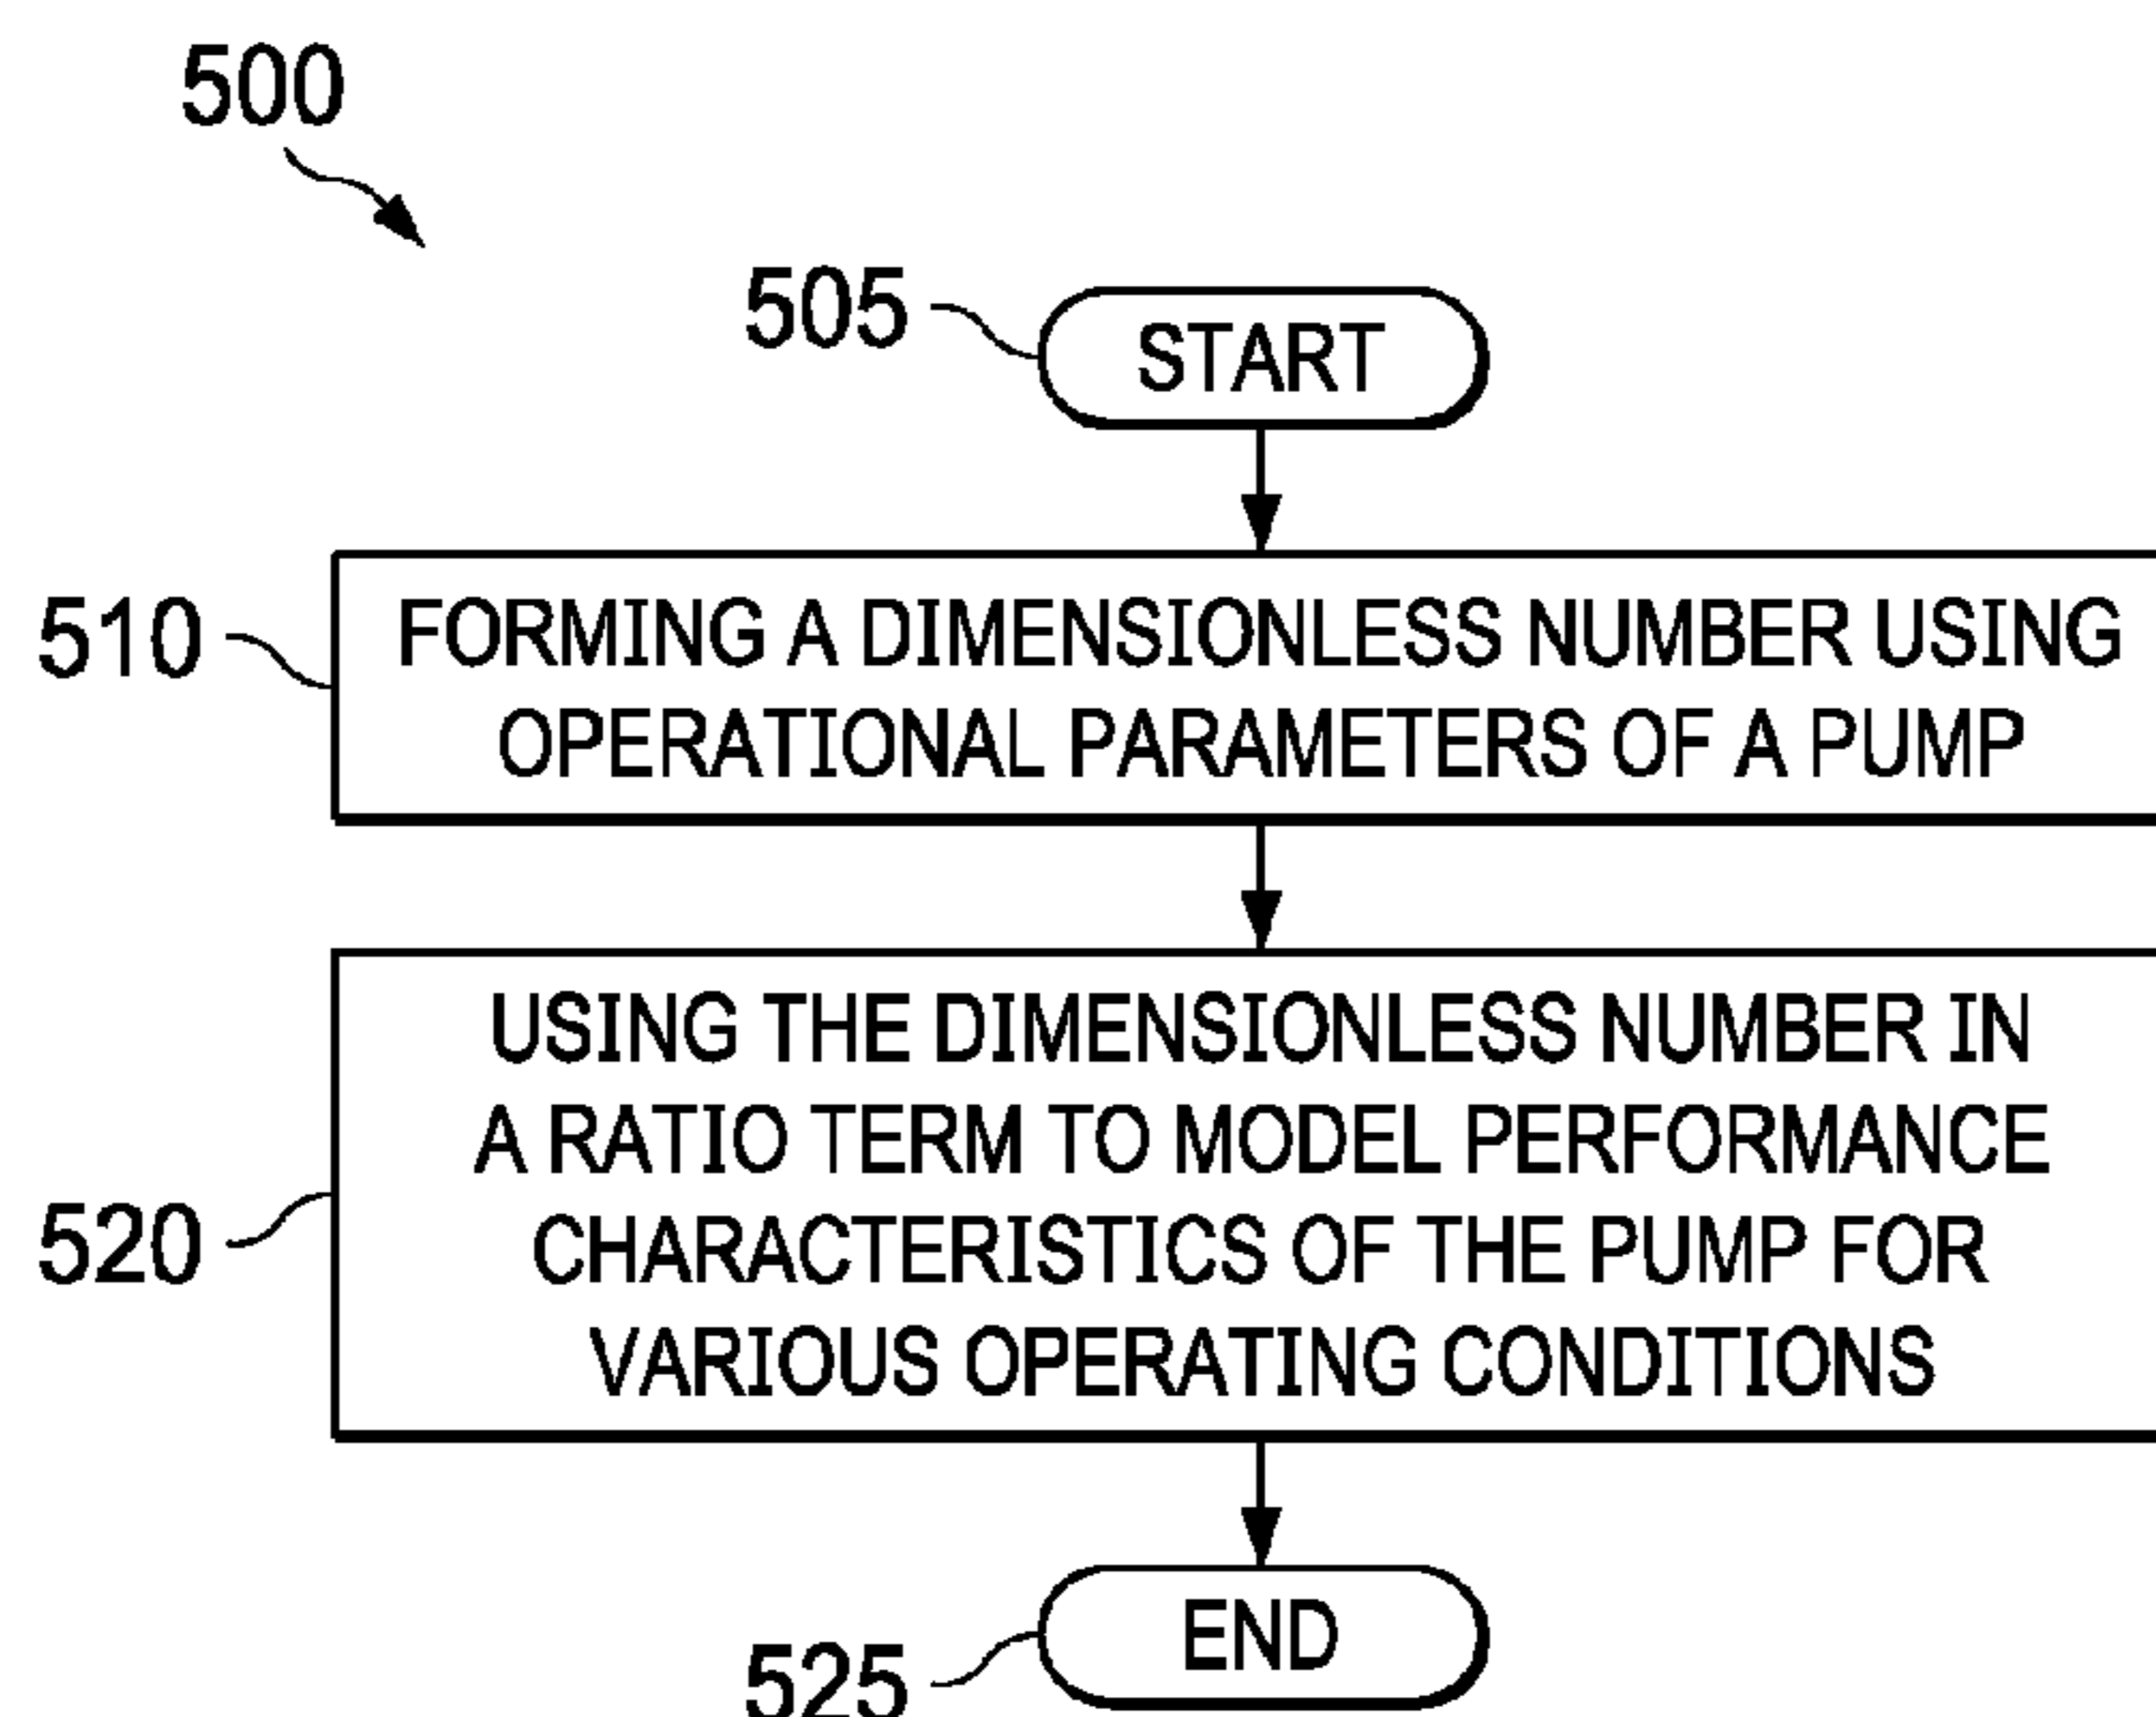 500
505
START
510
FORMING A DIMENSIONLESS NUMBER USING
OPERATIONAL PARAMETERS OF A PUMP
USING THE DIMENSIONLESS NUMBER IN
A RATIO TERM TO MODEL PERFORMANCE
520
CHARACTERISTICS OF THE PUMP FOR
VARIOUS OPERATING CONDITIONS
END
525